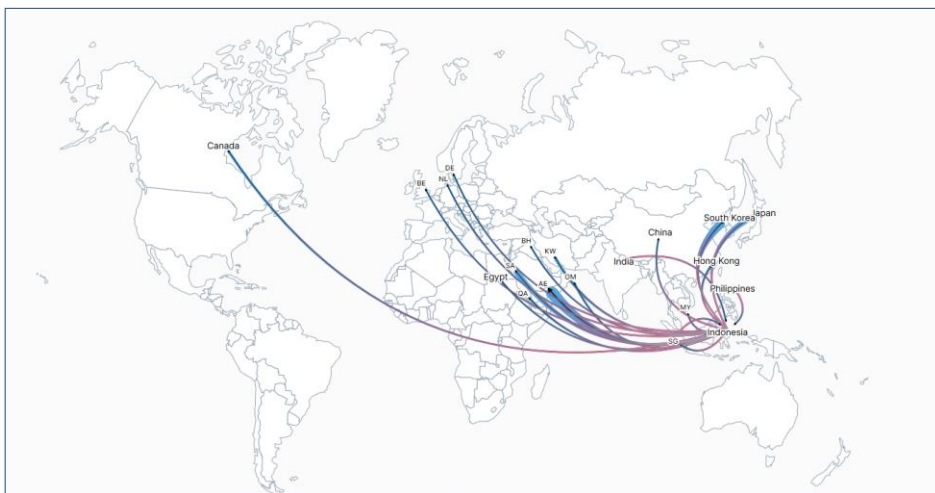 Canada
DE
NL
BE
South Korea
Japan
China
BH
KW
India
Hong Kong
SA
Egypt
OM
AE
QA
Philippines
MY
Indonesia
SG